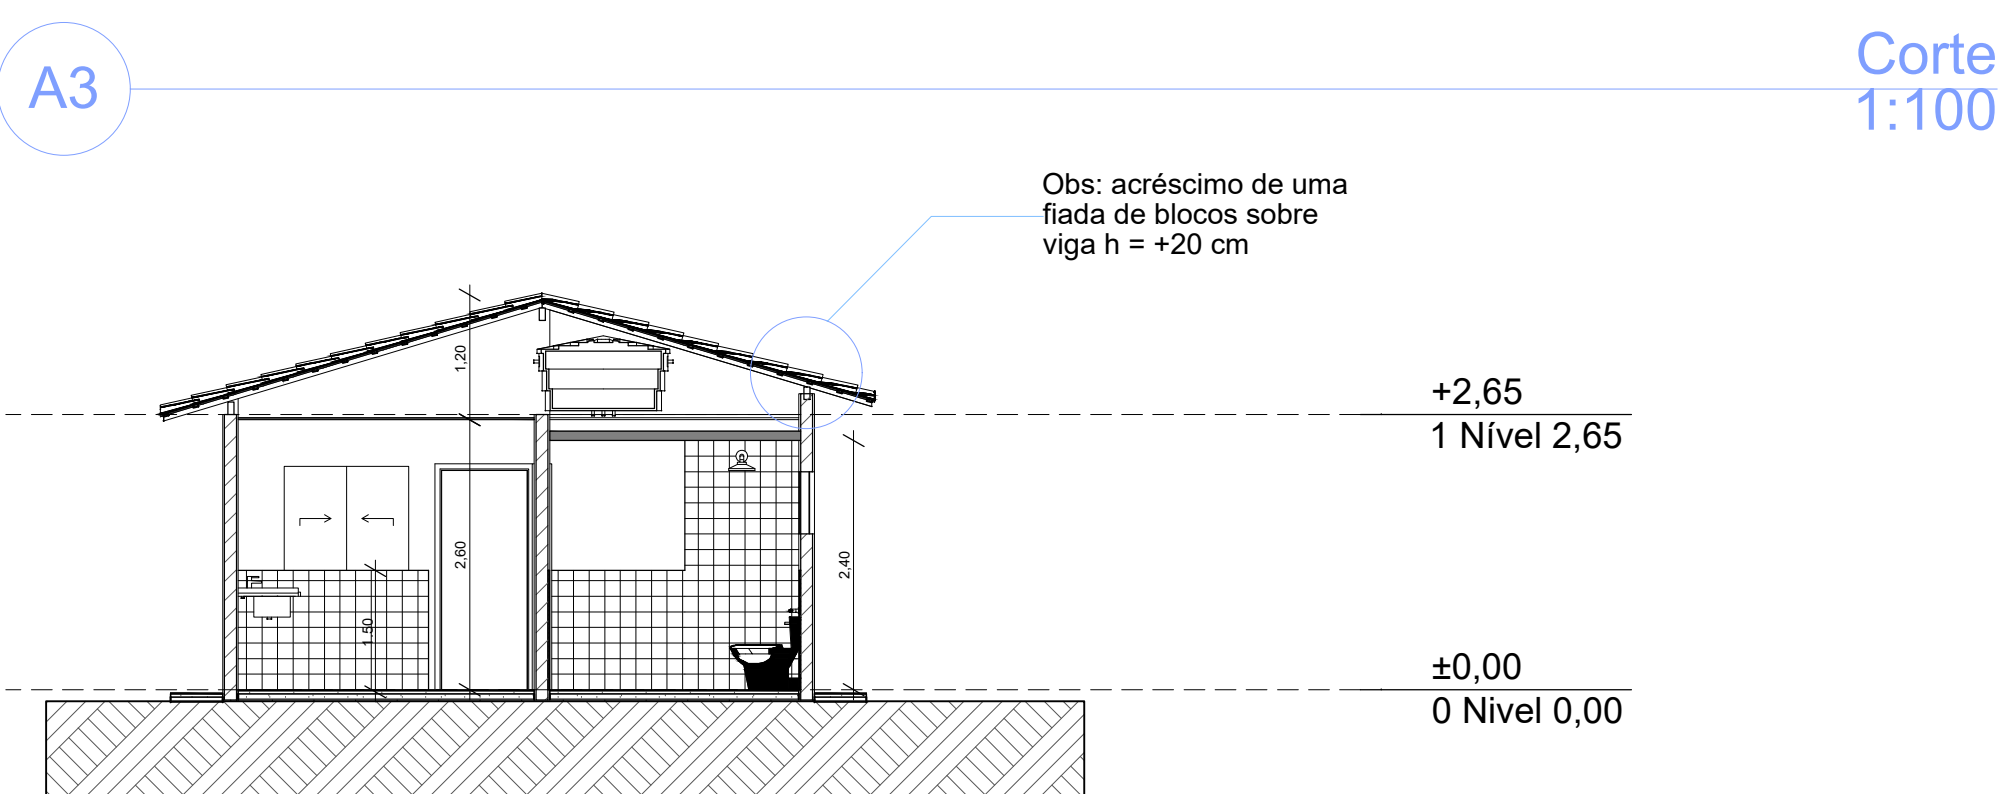 A3
Corte
1:100
Obs: acréscimo de uma
fiada de blocos sobre
viga h = +20 cm
1,20
+2,65
1 Nível 2,65
2,60
2,40
1.50
±0,00
0 Nivel 0,00